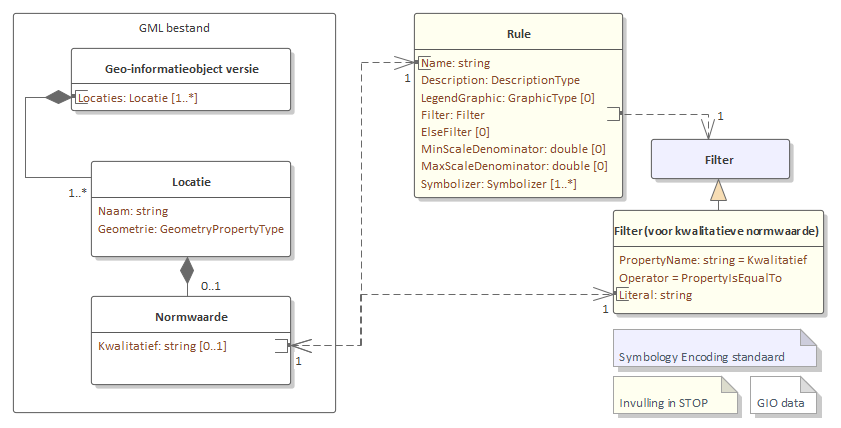 GML bestand
Geo-informatieobject versie
Locaties: Locatie [1..*]
1..*
Locatie
Naam: string
Geometrie: GeometryPropertyType
0..1
Normwaarde
Kwalitatief: string [0..1]
1
Rule
Name: string
Description: DescriptionType
LegendGraphic: GraphicType [0]
Filter: Filter
ElseFilter [0]
MinScaleDenominator: double [0]
MaxScaleDenominator: double [0]
Symbolizer: Symbolizer [1..*]
1
1
Filter
Filter (voor kwalitatieve normwaarde)
PropertyName: string = Kwalitatief
Operator = PropertyIsEqualTo
Literal: string
1
Symbology Encoding standaard
Invulling in STOP
GIO data